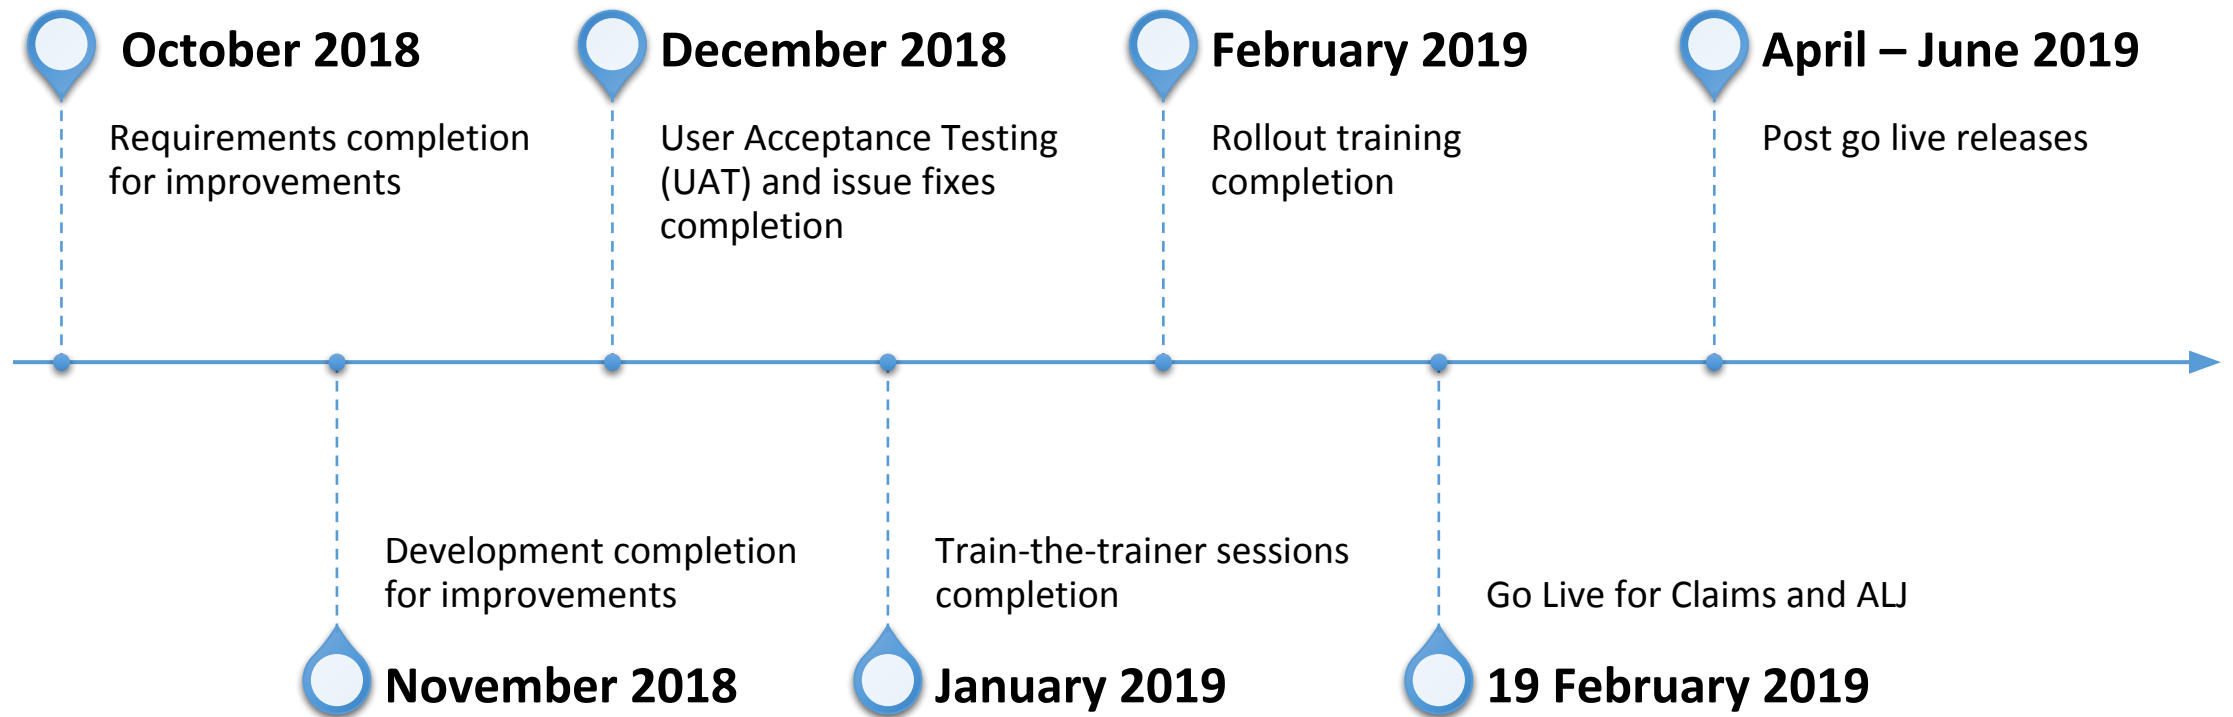 October 2018
Requirements completion
for improvements
December 2018
User Acceptance Testing
(UAT) and issue fixes
completion
February 2019
Rollout training
completion
April – June 2019
Post go live releases
Development completion
for improvements
November 2018
Train-the-trainer sessions
completion
January 2019
Go Live for Claims and ALJ
19 February 2019